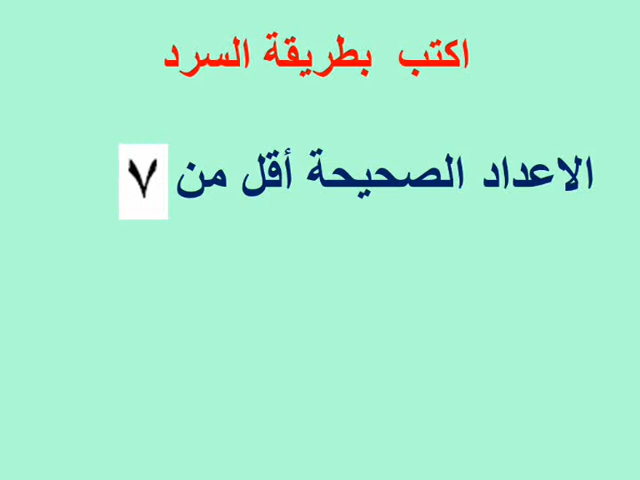 اكتب بطريقة السرد
الاعداد الصحيحة أقل من ٧